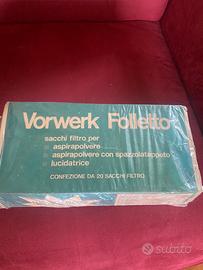 Vorwerk Folletto
sacchi filtro per
aspirapolvere
aspirapolvere con spazzolatappeto
lucidatrice
CONFEZIONE DA 20 SACCHI FILTRO
subito